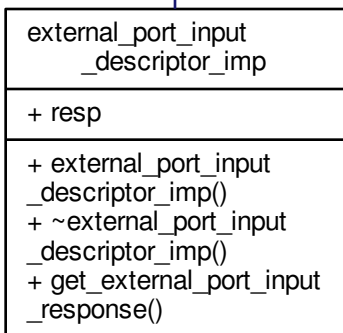 external_port_input
_descriptor_imp
+ resp
+ external_port_input
_descriptor_imp()
+ ~external_port_input
_descriptor_imp()
+ get_external_port_input
_response()